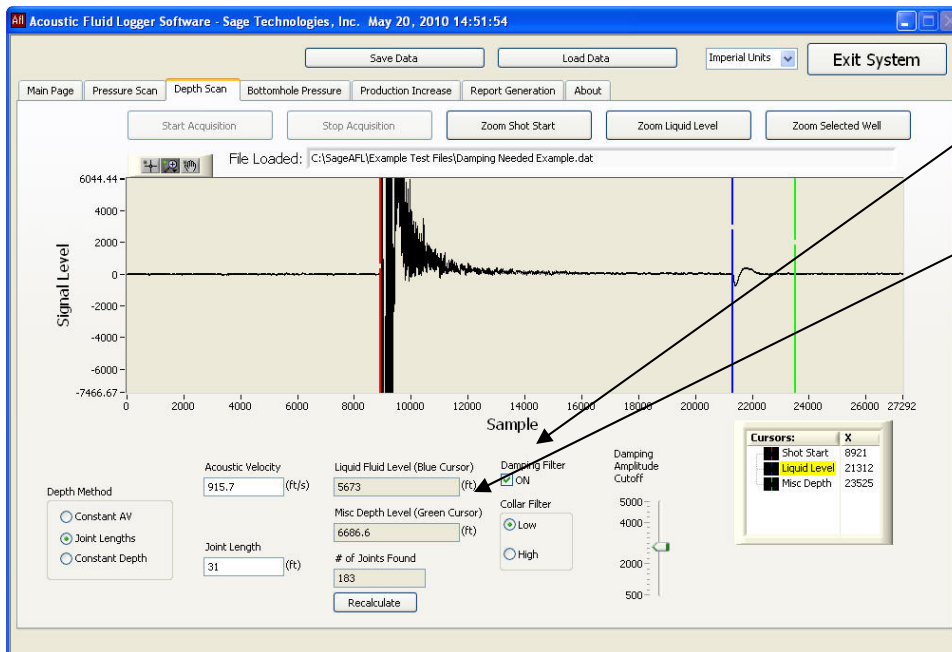 Afl Acoustic Fluid Logger Software - Sage Technologies, Inc. May 20, 2010 14:51:54
Save Data Load Data Imperial Units Exit System
Main Page Pressure Scan Depth Scan Bottomhole Pressure Production Increase Report Generation About
Start Acquisition Stop Acquisition Zoom Shot Start Zoom Liquid Level Zoom Selected Well
File Loaded: C:\SageAFL\Example Test Files\Damping Needed Example.dat
6044.44
4000
2000
0
-2000
-4000
-6000
-7466.67
Signal Level
0 2000 4000 6000 8000 10000 12000 14000 16000 18000 20000 22000 24000 26000 27292
Sample
Cursors: X
Shot Start 8921
Liquid Level 21312
Misc Depth 23525
Depth Method
Constant AV
Joint Lengths
Constant Depth
Acoustic Velocity
915.7 (ft/s)
Joint Length
31 (ft)
Liquid Fluid Level (Blue Cursor)
5673 (ft)
Misc Depth Level (Green Cursor)
6686.6 (ft)
# of Joints Found
183
Recalculate
Damping Filter
ON
Collar Filter
Low
High
Damping
Amplitude
Cutoff
5000
4000
2000
500